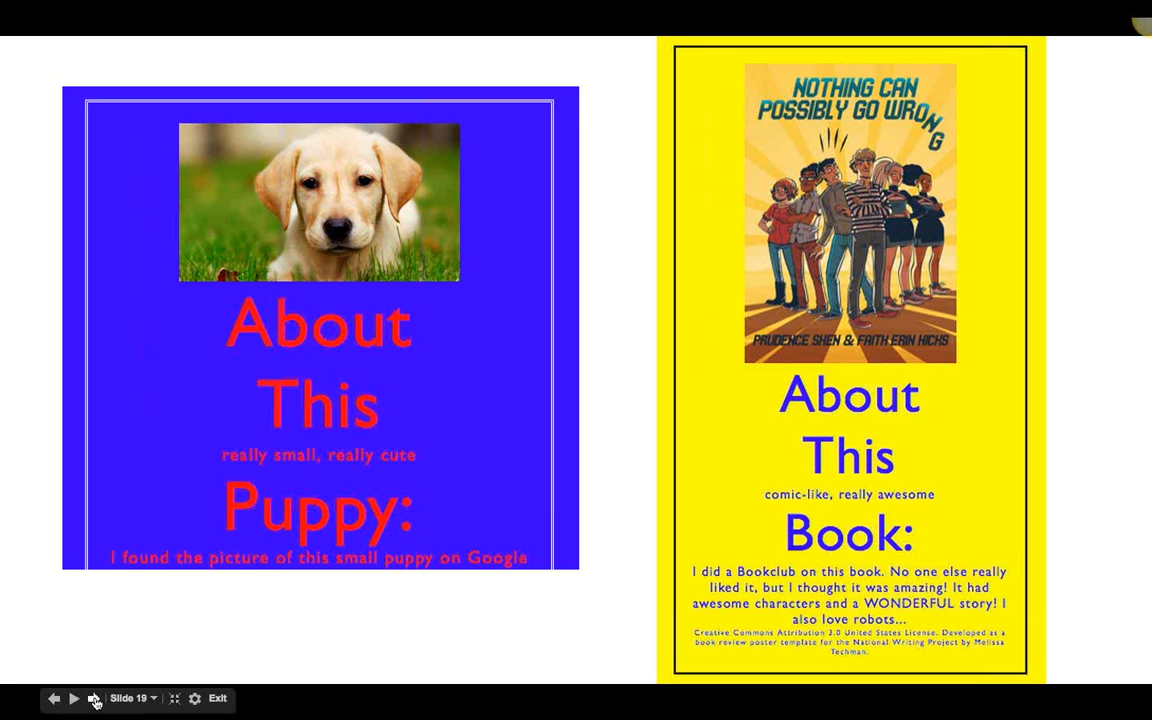 About
This
really small, really cute
Puppy:
I found the picture of this small puppy on Google
NOTHING CAN
POSSIBLY GO WRONG
PRUDENCE SHEN & FAITH ERIN HICKS
About
This
comic-like, really awesome
Book:
I did a Bookclub on this book. No one else really
liked it, but I thought it was amazing! It had
awesome characters and a WONDERFUL story! I
also love robots...
Creative Commons Attribution 3.0 United States License. Developed as a
book review poster template for the National Writing Project by Melissa
Techman.
Slide 19
Exit